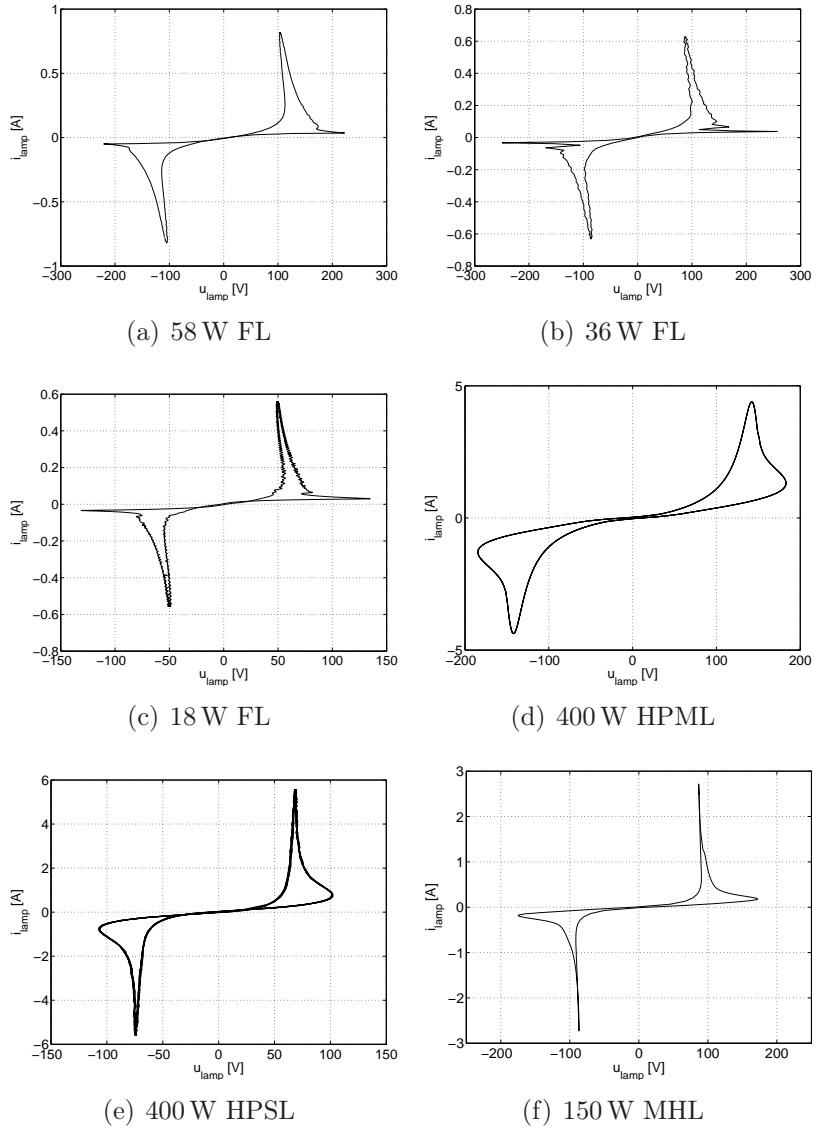 1
0.5
0
−0.5
−1
i_lamp [A]
−300 −200 −100 0 100 200 300
u_lamp [V]
(a) 58 W FL
0.8
0.6
0.4
0.2
0
−0.2
−0.4
−0.6
−0.8
i_lamp [A]
−300 −200 −100 0 100 200 300
u_lamp [V]
(b) 36 W FL
0.6
0.4
0.2
0
−0.2
−0.4
−0.6
−0.8
i_lamp [A]
−150 −100 −50 0 50 100 150
u_lamp [V]
(c) 18 W FL
5
0
−5
i_lamp [A]
−200 −100 0 100 200
u_lamp [V]
(d) 400 W HPML
6
4
2
0
−2
−4
−6
i_lamp [A]
−150 −100 −50 0 50 100 150
u_lamp [V]
(e) 400 W HPSL
3
2
1
0
−1
−2
−3
i_lamp [A]
−200 −100 0 100 200
u_lamp [V]
(f) 150 W MHL